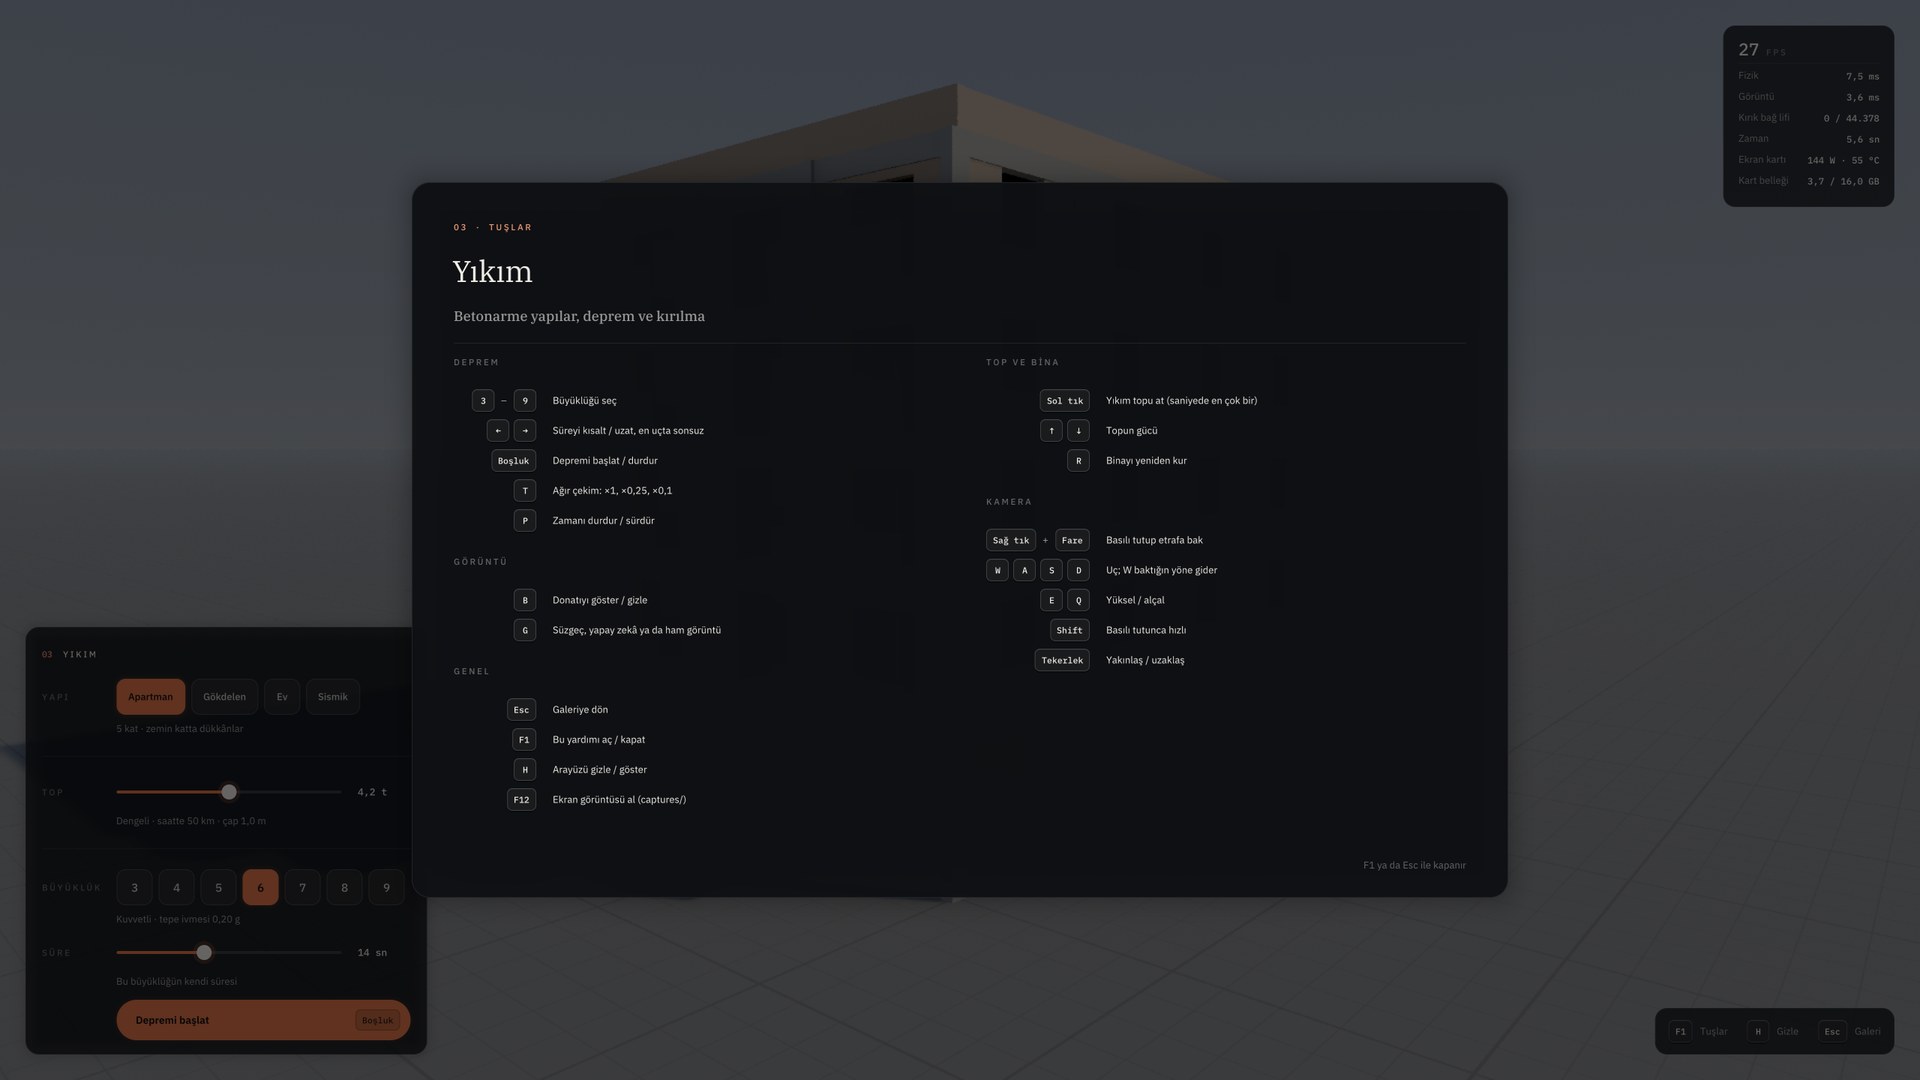 27 FPS
Fizik 7,5 ms
Görüntü 3,6 ms
Kırık bağ lifi 0 / 44.378
Zaman 5,6 sn
Ekran kartı 144 W · 55 °C
Kart belleği 3,7 / 16,0 GB
03 · TUŞLAR
Yıkım
Betonarme yapılar, deprem ve kırılma
DEPREM
3 – 9 Büyüklüğü seç
← → Süreyi kısalt / uzat, en uçta sonsuz
Boşluk Depremi başlat / durdur
T Ağır çekim: ×1, ×0,25, ×0,1
P Zamanı durdur / sürdür
GÖRÜNTÜ
B Donatıyı göster / gizle
G Süzgeç, yapay zekâ ya da ham görüntü
GENEL
Esc Galeriye dön
F1 Bu yardımı aç / kapat
H Arayüzü gizle / göster
F12 Ekran görüntüsü al (captures/)
TOP VE BİNA
Sol tık Yıkım topu at (saniyede en çok bir)
↑ ↓ Topun gücü
R Binayı yeniden kur
KAMERA
Sağ tık + Fare Basılı tutup etrafa bak
W A S D Uç; W baktığın yöne gider
E Q Yüksel / alçal
Shift Basılı tutunca hızlı
Tekerlek Yakınlaş / uzaklaş
F1 ya da Esc ile kapanır
03 YIKIM
YAPI Apartman Gökdelen Ev Sismik
5 kat · zemin katta dükkânlar
TOP 4,2 t
Dengeli · saatte 50 km · çap 1,0 m
BÜYÜKLÜK 3 4 5 6 7 8 9
Kuvvetli · tepe ivmesi 0,20 g
SÜRE 14 sn
Bu büyüklüğün kendi süresi
Depremi başlat Boşluk
F1 Tuşlar H Gizle Esc Galeri